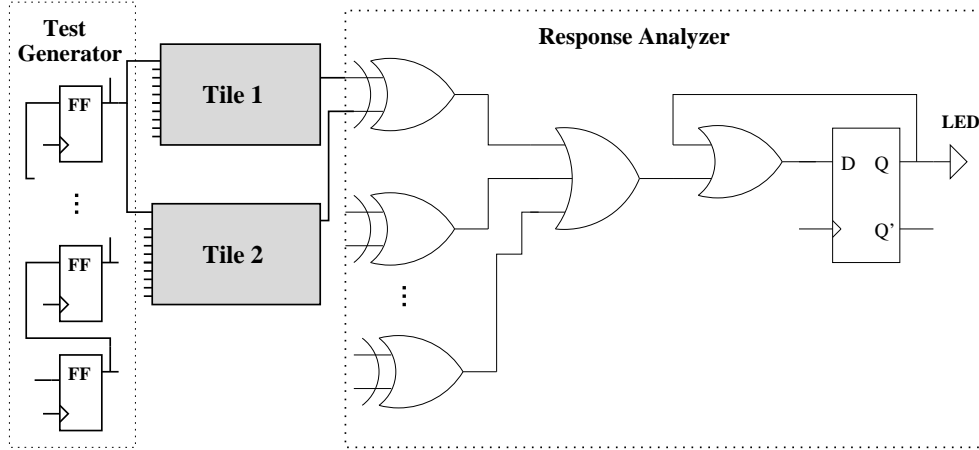 Test
Generator
Response Analyzer
FF
Tile 1
LED
D Q
...
Tile 2
Q'
FF
...
FF